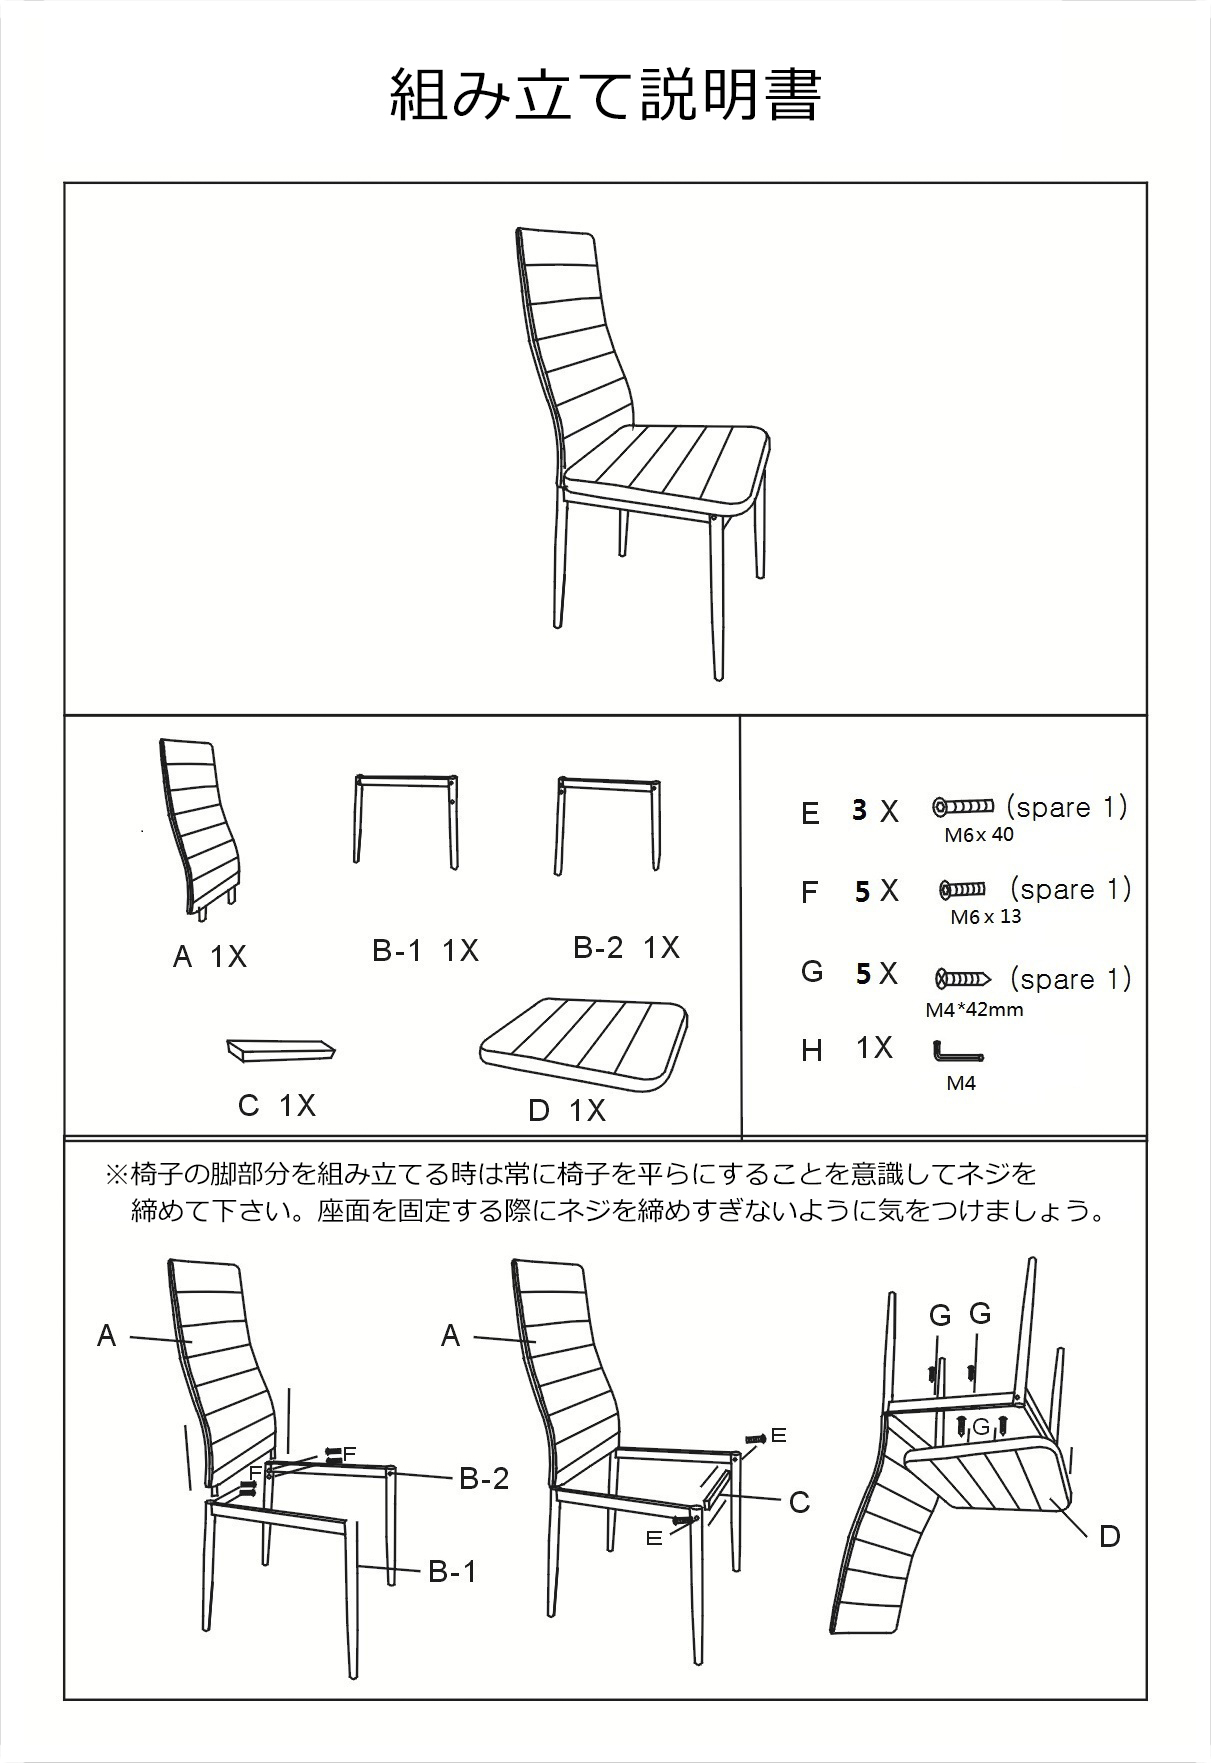 組み立て説明書
A 1X
B-1 1X
B-2 1X
C 1X
D 1X
E 3 X (spare 1)
M6x 40
F 5 X (spare 1)
M6 x 13
G 5 X (spare 1)
M4*42mm
H 1X
M4
※椅子の脚部分を組み立てる時は常に椅子を平らにすることを意識してネジを
締めて下さい。座面を固定する際にネジを締めすぎないように気をつけましょう。
A
F
F
B-2
B-1
A
E
C
E
G G
G
D